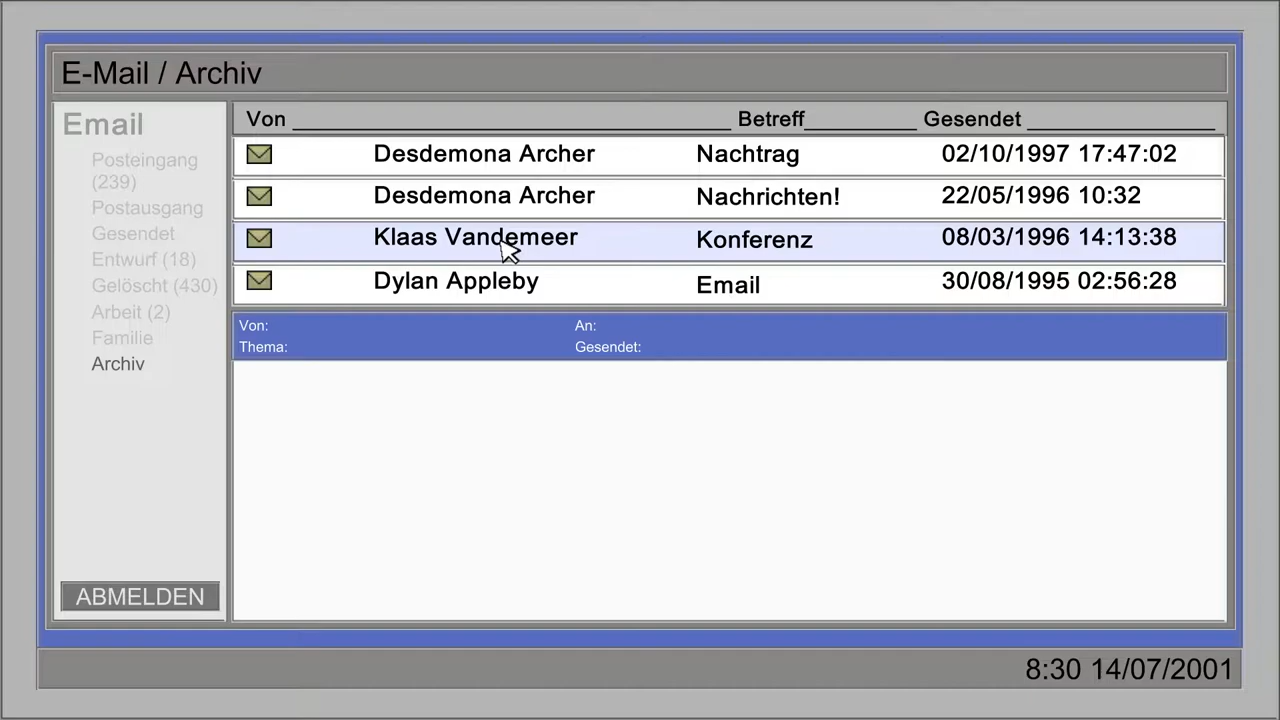 E-Mail / Archiv
Email
Posteingang
(239)
Postausgang
Gesendet
Entwurf (18)
Gelöscht (430)
Arbeit (2)
Familie
Archiv
ABMELDEN
Von Betreff Gesendet
Desdemona Archer Nachtrag 02/10/1997 17:47:02
Desdemona Archer Nachrichten! 22/05/1996 10:32
Klaas Vandemeer Konferenz 08/03/1996 14:13:38
Dylan Appleby Email 30/08/1995 02:56:28
Von: An:
Thema: Gesendet:
8:30 14/07/2001